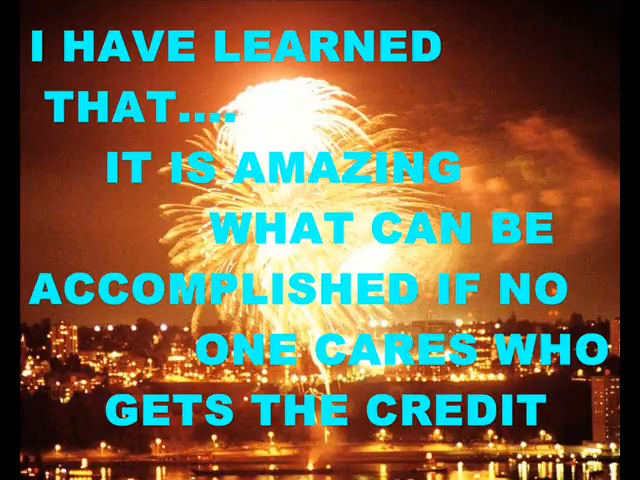 I HAVE LEARNED
THAT....
IT IS AMAZING
WHAT CAN BE
ACCOMPLISHED IF NO
ONE CARES WHO
GETS THE CREDIT